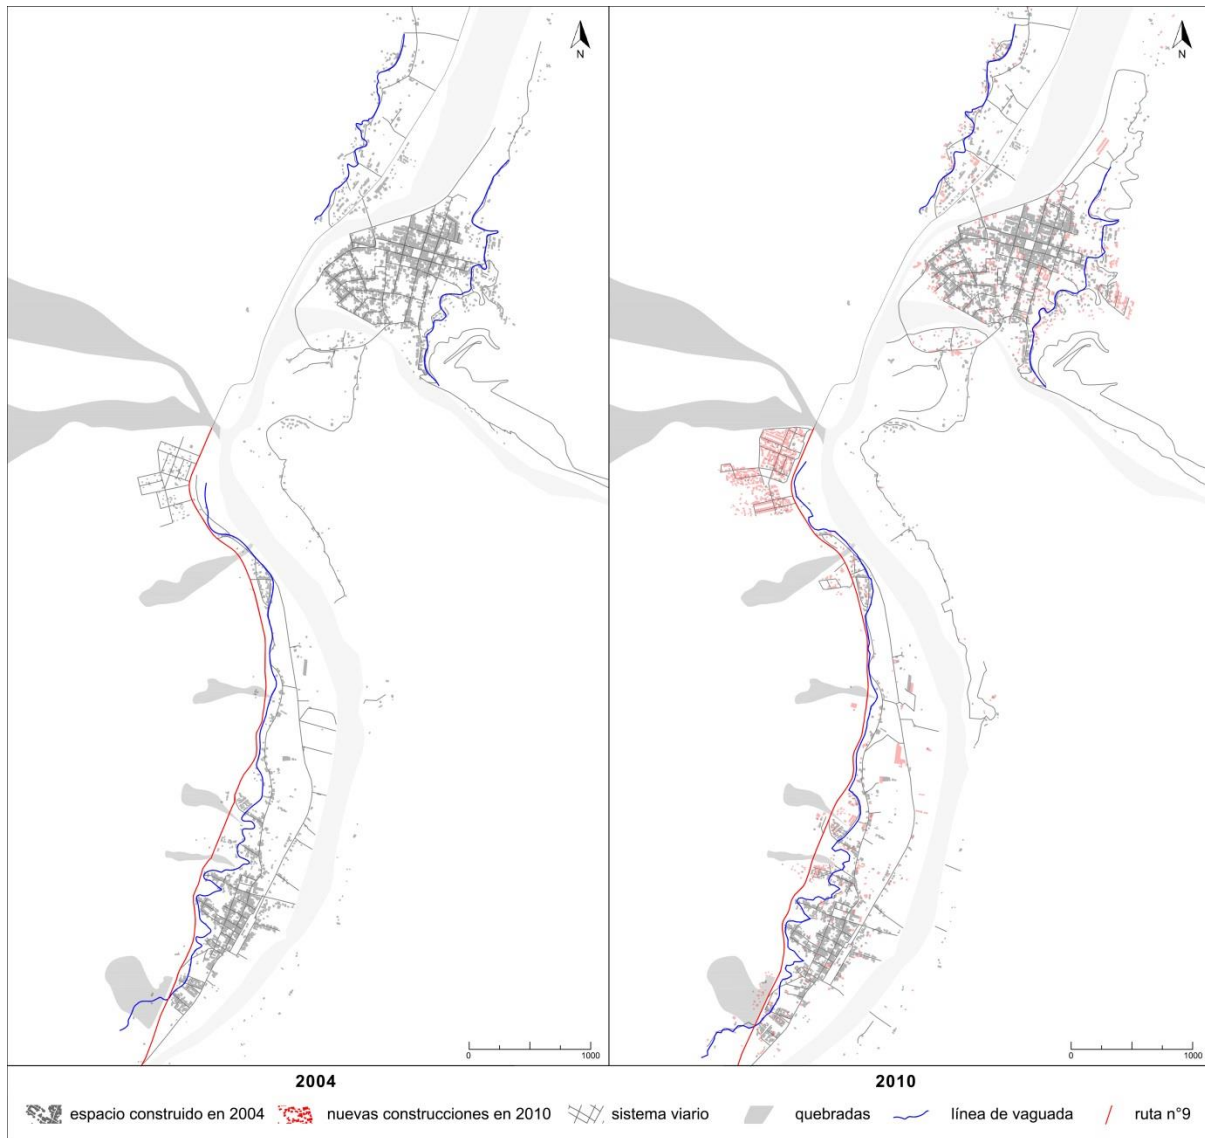 N
N
0 1000
0 1000
2004
2010
espacio construido en 2004
nuevas construcciones en 2010
sistema viario
quebradas
línea de vaguada
ruta n°9